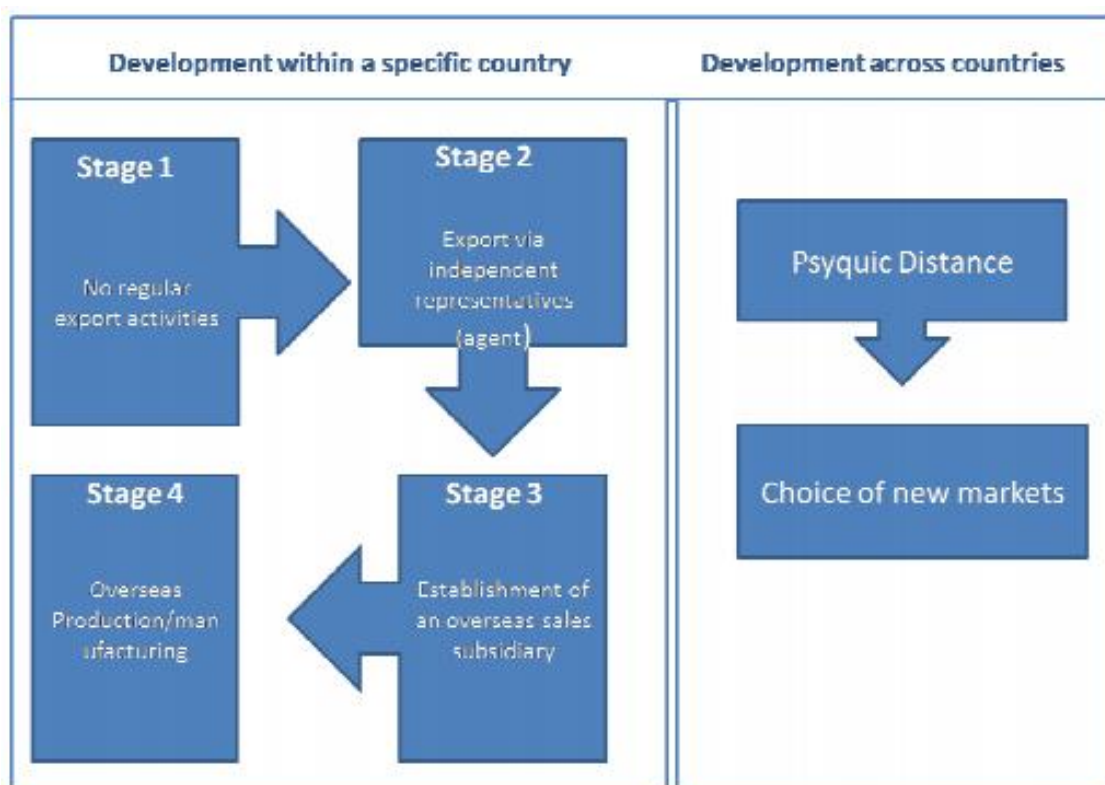 Development within a specific country
Development across countries
Stage 1
No regular
export activities
Stage 2
Export via
independent
representatives
(agent)
Stage 3
Establishment of
an overseas sales
subsidiary
Stage 4
Overseas
Production/man
ufacturing
Psyquic Distance
Choice of new markets